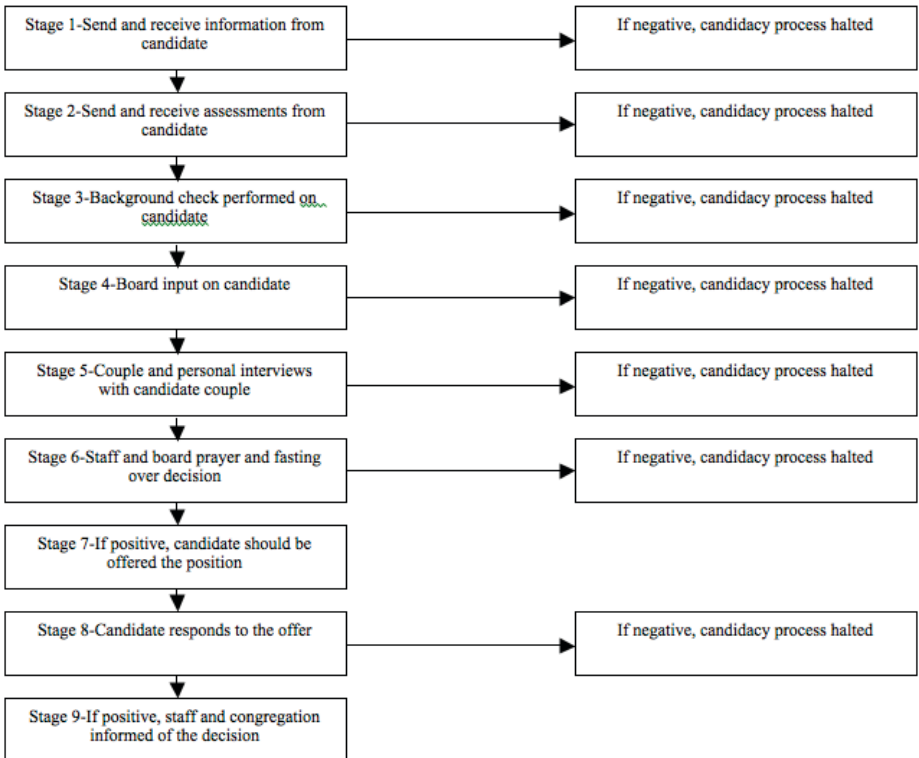 Stage 1-Send and receive information from
candidate
If negative, candidacy process halted
Stage 2-Send and receive assessments from
candidate
If negative, candidacy process halted
Stage 3-Background check performed on
candidate
If negative, candidacy process halted
Stage 4-Board input on candidate
If negative, candidacy process halted
Stage 5-Couple and personal interviews
with candidate couple
If negative, candidacy process halted
Stage 6-Staff and board prayer and fasting
over decision
If negative, candidacy process halted
Stage 7-If positive, candidate should be
offered the position
Stage 8-Candidate responds to the offer
If negative, candidacy process halted
Stage 9-If positive, staff and congregation
informed of the decision